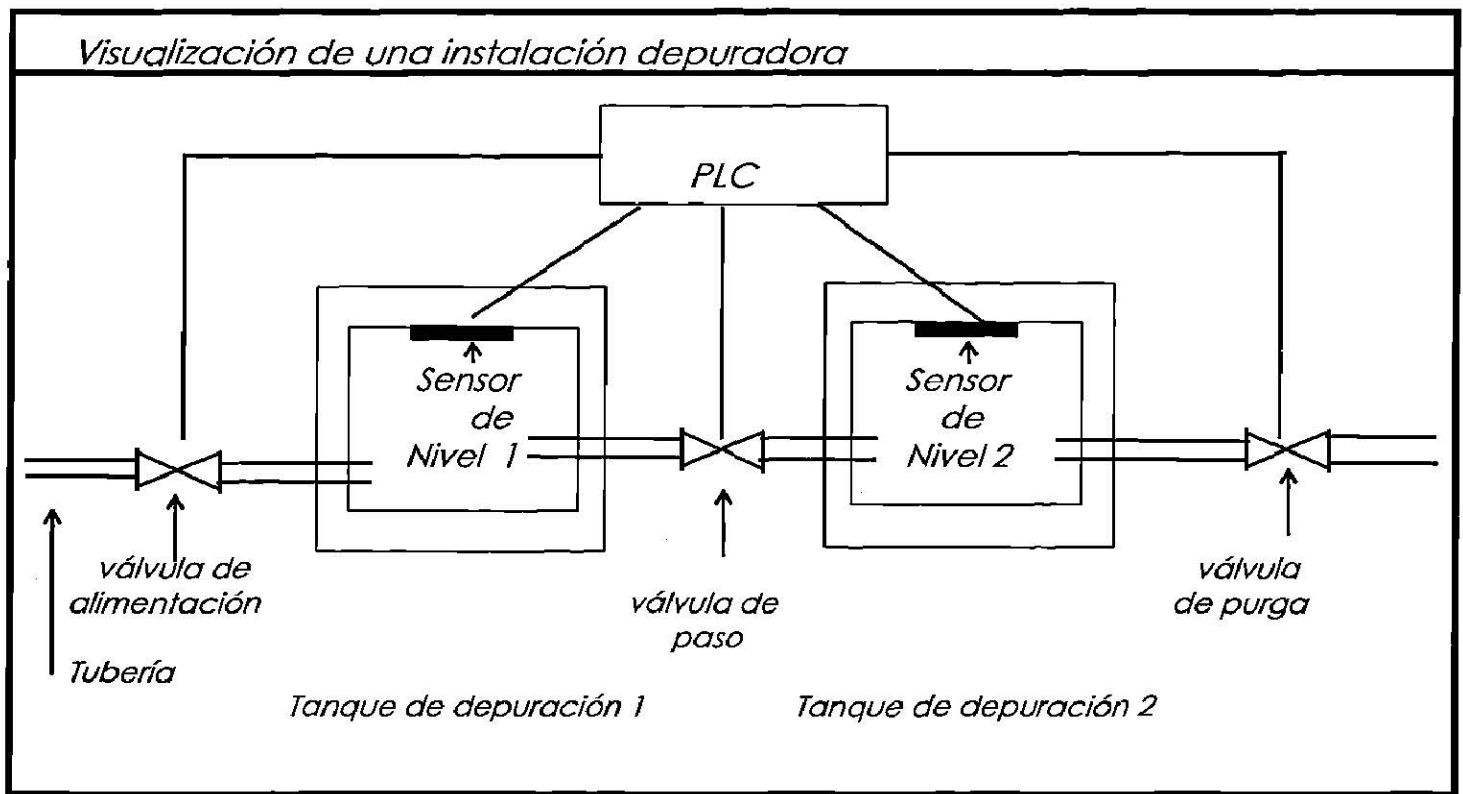 Visualización de una instalación depuradora
PLC
Sensor
de
Nivel 1
Sensor
de
Nivel 2
válvula de
alimentación
válvula de
paso
válvula
de purga
Tubería
Tanque de depuración 1
Tanque de depuración 2